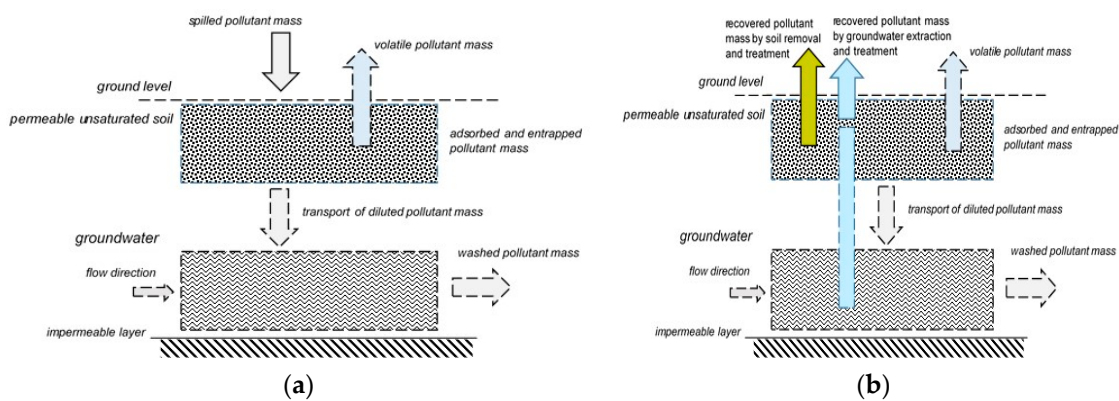 spilled pollutant mass
volatile pollutant mass
ground level
permeable unsaturated soil
adsorbed and entrapped
pollutant mass
transport of diluted pollutant mass
groundwater
washed pollutant mass
flow direction
impermeable layer
(a)
recovered pollutant
mass by soil removal
and treatment
recovered pollutant mass
by groundwater extraction
and treatment
volatile pollutant mass
ground level
permeable unsaturated soil
adsorbed and entrapped
pollutant mass
transport of diluted pollutant mass
groundwater
washed pollutant mass
flow direction
impermeable layer
(b)